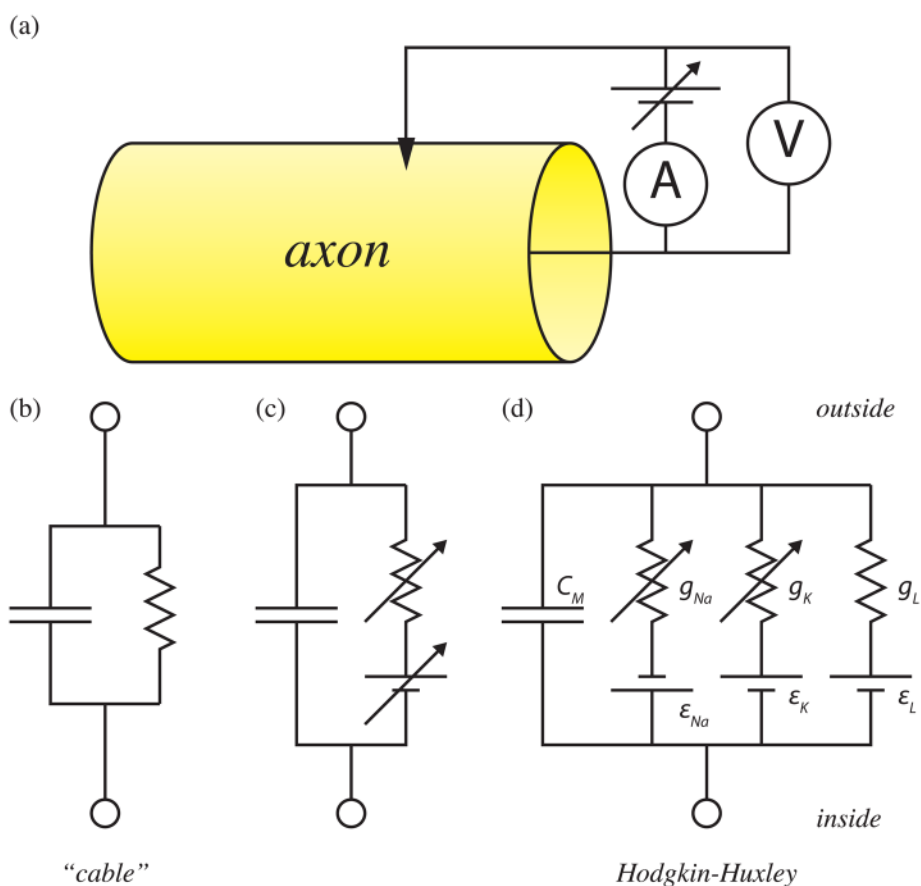 (a)
A
V
axon
(b)
(c)
(d)
outside
C_M
g_Na
g_K
g_L
ε_Na
ε_K
ε_L
inside
"cable"
Hodgkin-Huxley